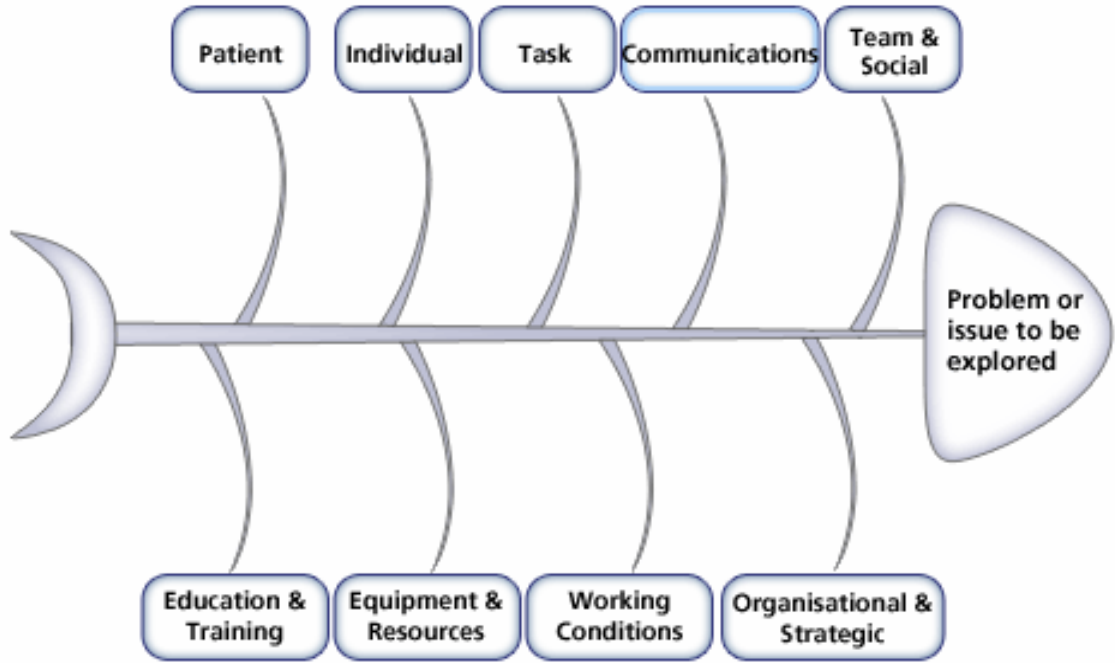 Patient
Individual
Task
Communications
Team &
Social
Problem or
issue to be
explored
Education &
Training
Equipment &
Resources
Working
Conditions
Organisational &
Strategic